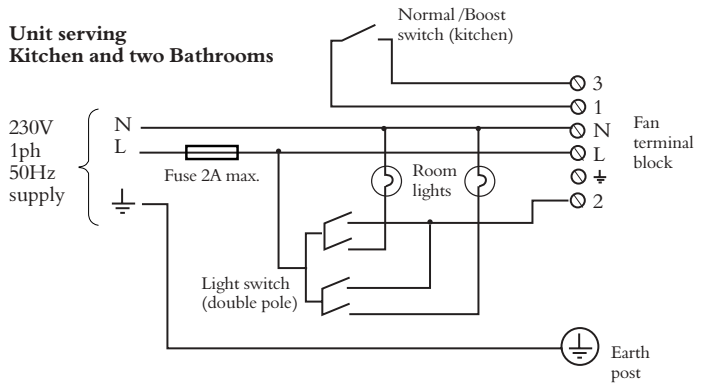 Unit serving
Kitchen and two Bathrooms
Normal /Boost
switch (kitchen)
3
1
N
L
2
Fan
terminal
block
230V
1ph
50Hz
supply
N
L
Fuse 2A max.
Room
lights
Light switch
(double pole)
Earth
post